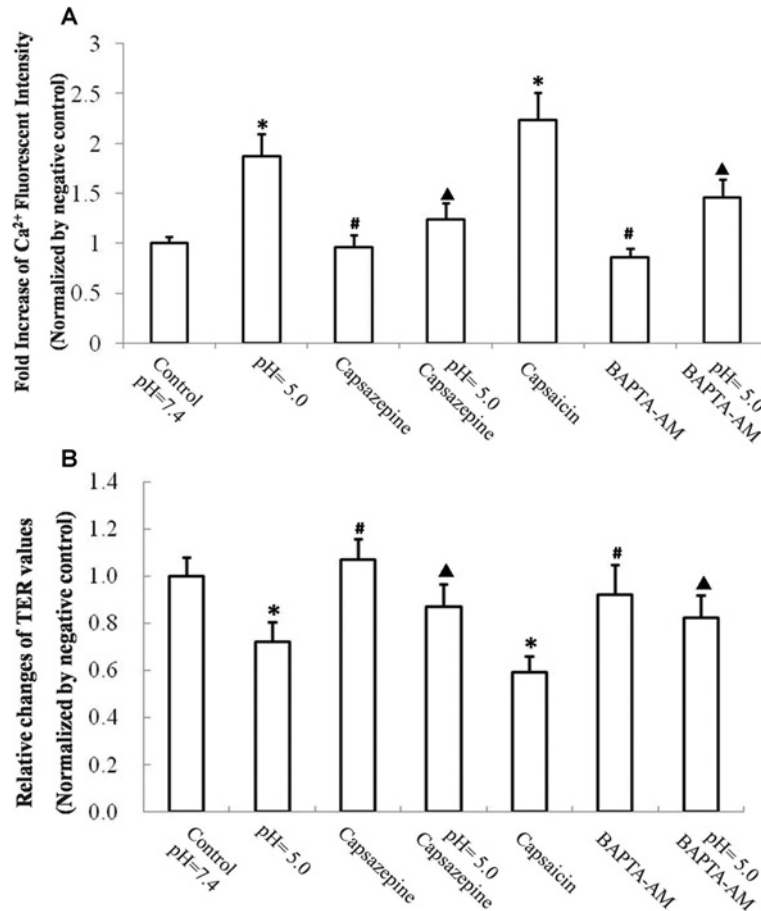 A
Fold Increase of Ca²⁺ Fluorescent Intensity
(Normalized by negative control)
3
2.5
2
1.5
1
0.5
0
*
#
▲
*
#
▲
Control
pH=7.4
pH= 5.0
Capsazepine
pH= 5.0
Capsazepine
Capsaicin
BAPTA-AM
pH= 5.0
BAPTA-AM
B
Relative changes of TER values
(Normalized by negative control)
1.4
1.2
1.0
0.8
0.6
0.4
0.2
0.0
*
#
▲
*
#
▲
Control
pH=7.4
pH= 5.0
Capsazepine
pH= 5.0
Capsazepine
Capsaicin
BAPTA-AM
pH= 5.0
BAPTA-AM